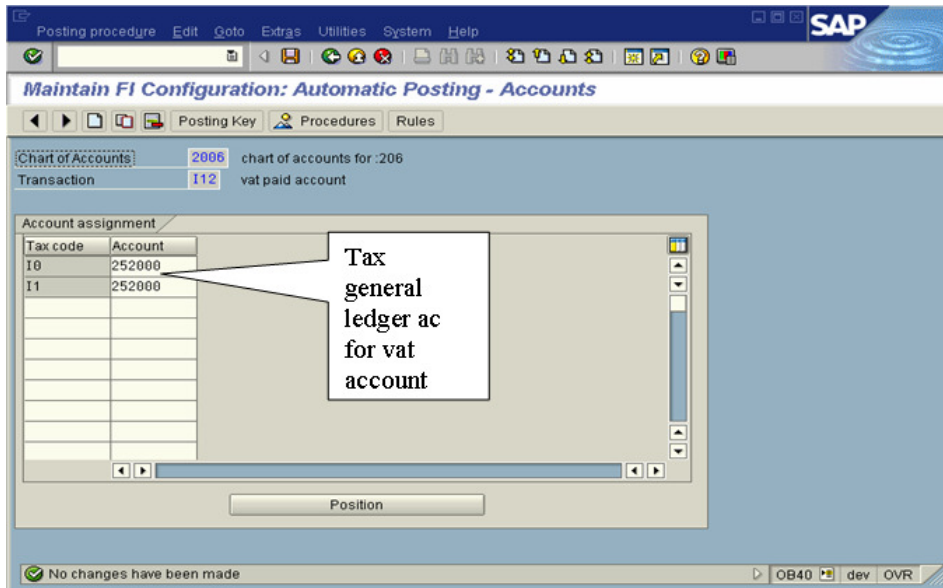 Posting procedure Edit Goto Extras Utilities System Help
SAP
Maintain FI Configuration: Automatic Posting - Accounts
Posting Key Procedures Rules
Chart of Accounts 2006 chart of accounts for :206
Transaction I12 vat paid account
Account assignment
Tax code Account
I0 252000
I1 252000
Tax
general
ledger ac
for vat
account
Position
No changes have been made OB40 dev OVR